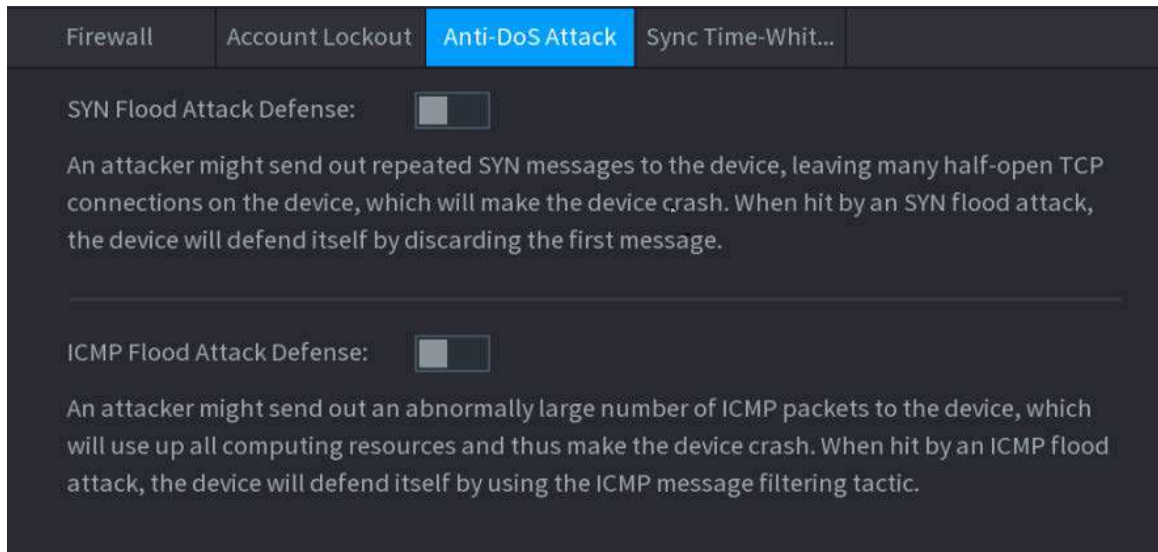 Firewall Account Lockout Anti-DoS Attack Sync Time-Whit...
SYN Flood Attack Defense:
An attacker might send out repeated SYN messages to the device, leaving many half-open TCP
connections on the device, which will make the device crash. When hit by an SYN flood attack,
the device will defend itself by discarding the first message.
ICMP Flood Attack Defense:
An attacker might send out an abnormally large number of ICMP packets to the device, which
will use up all computing resources and thus make the device crash. When hit by an ICMP flood
attack, the device will defend itself by using the ICMP message filtering tactic.